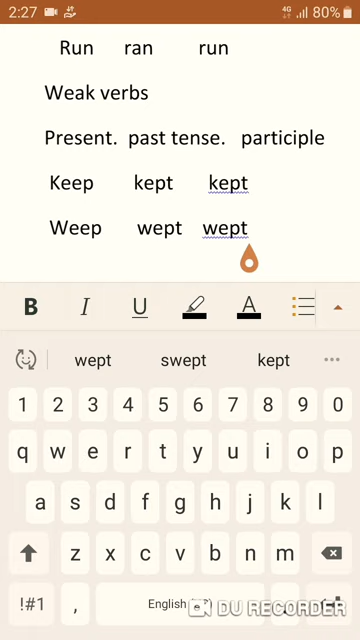 2:27 4G 80%
Run ran run
Weak verbs
Present. past tense. participle
Keep kept kept
Weep wept wept
B I U A
wept swept kept
1 2 3 4 5 6 7 8 9 0
q w e r t y u i o p
a s d f g h j k l
z x c v b n m
!#1 , English
DU RECORDER